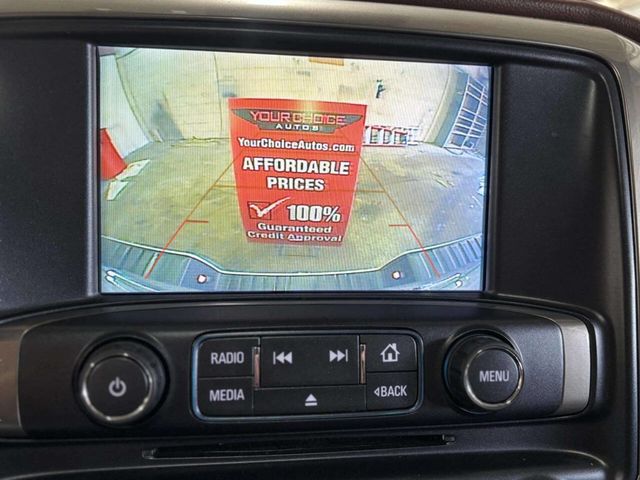 YOUR CHOICE
AUTOS
YourChoiceAutos.com
AFFORDABLE
PRICES
100%
Guaranteed
Credit Approval
RADIO
MEDIA
BACK
MENU